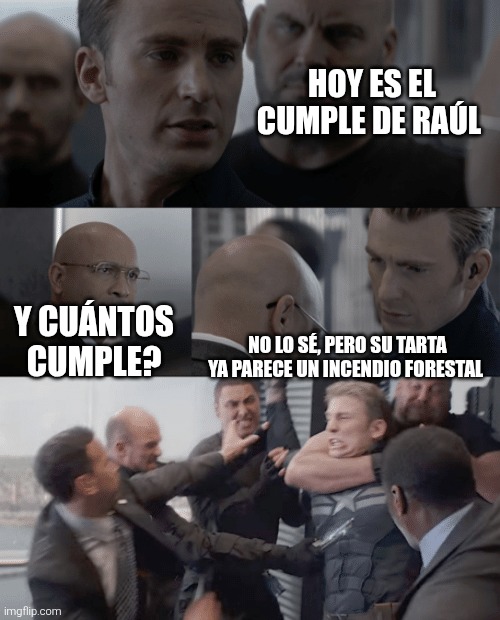 HOY ES EL
CUMPLE DE RAÚL
Y CUÁNTOS
CUMPLE?
NO LO SÉ, PERO SU TARTA
YA PARECE UN INCENDIO FORESTAL
imgflip.com